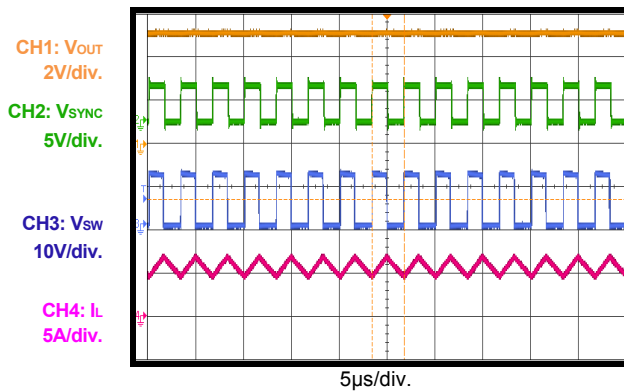 CH1: VOUT
2V/div.
CH2: VSYNC
5V/div.
CH3: VSW
10V/div.
CH4: IL
5A/div.
5µs/div.